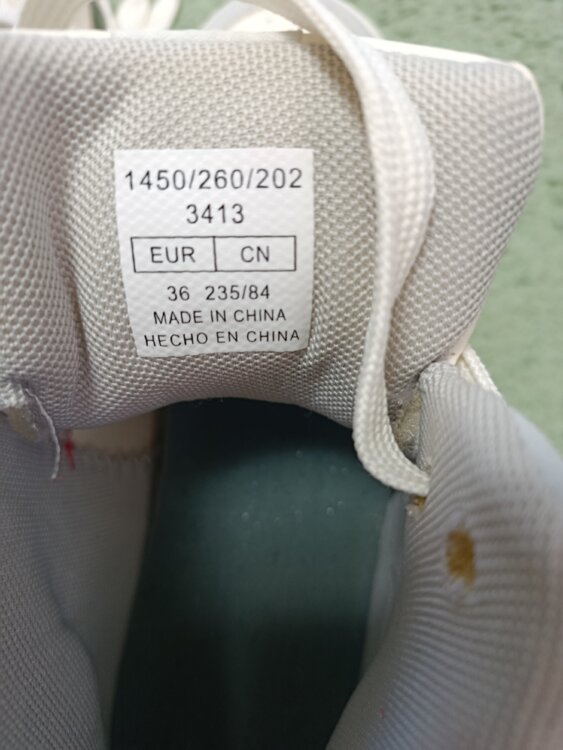 1450/260/202
3413
EUR CN
36 235/84
MADE IN CHINA
HECHO EN CHINA